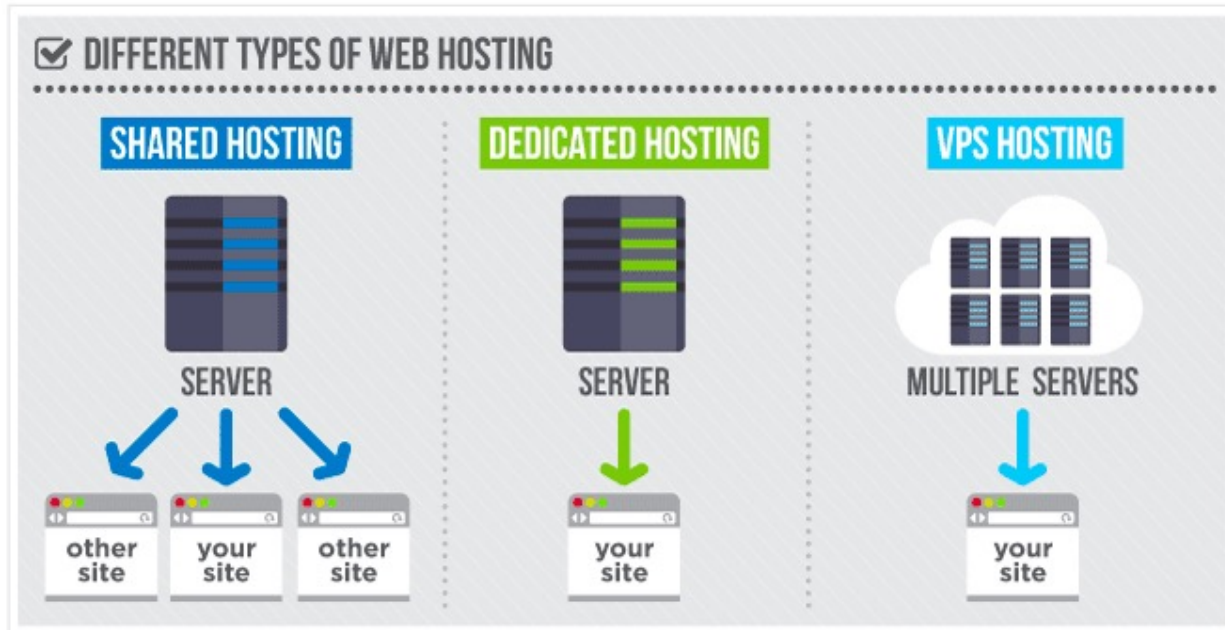 DIFFERENT TYPES OF WEB HOSTING
SHARED HOSTING
SERVER
other
site
your
site
other
site
DEDICATED HOSTING
SERVER
your
site
VPS HOSTING
MULTIPLE SERVERS
your
site